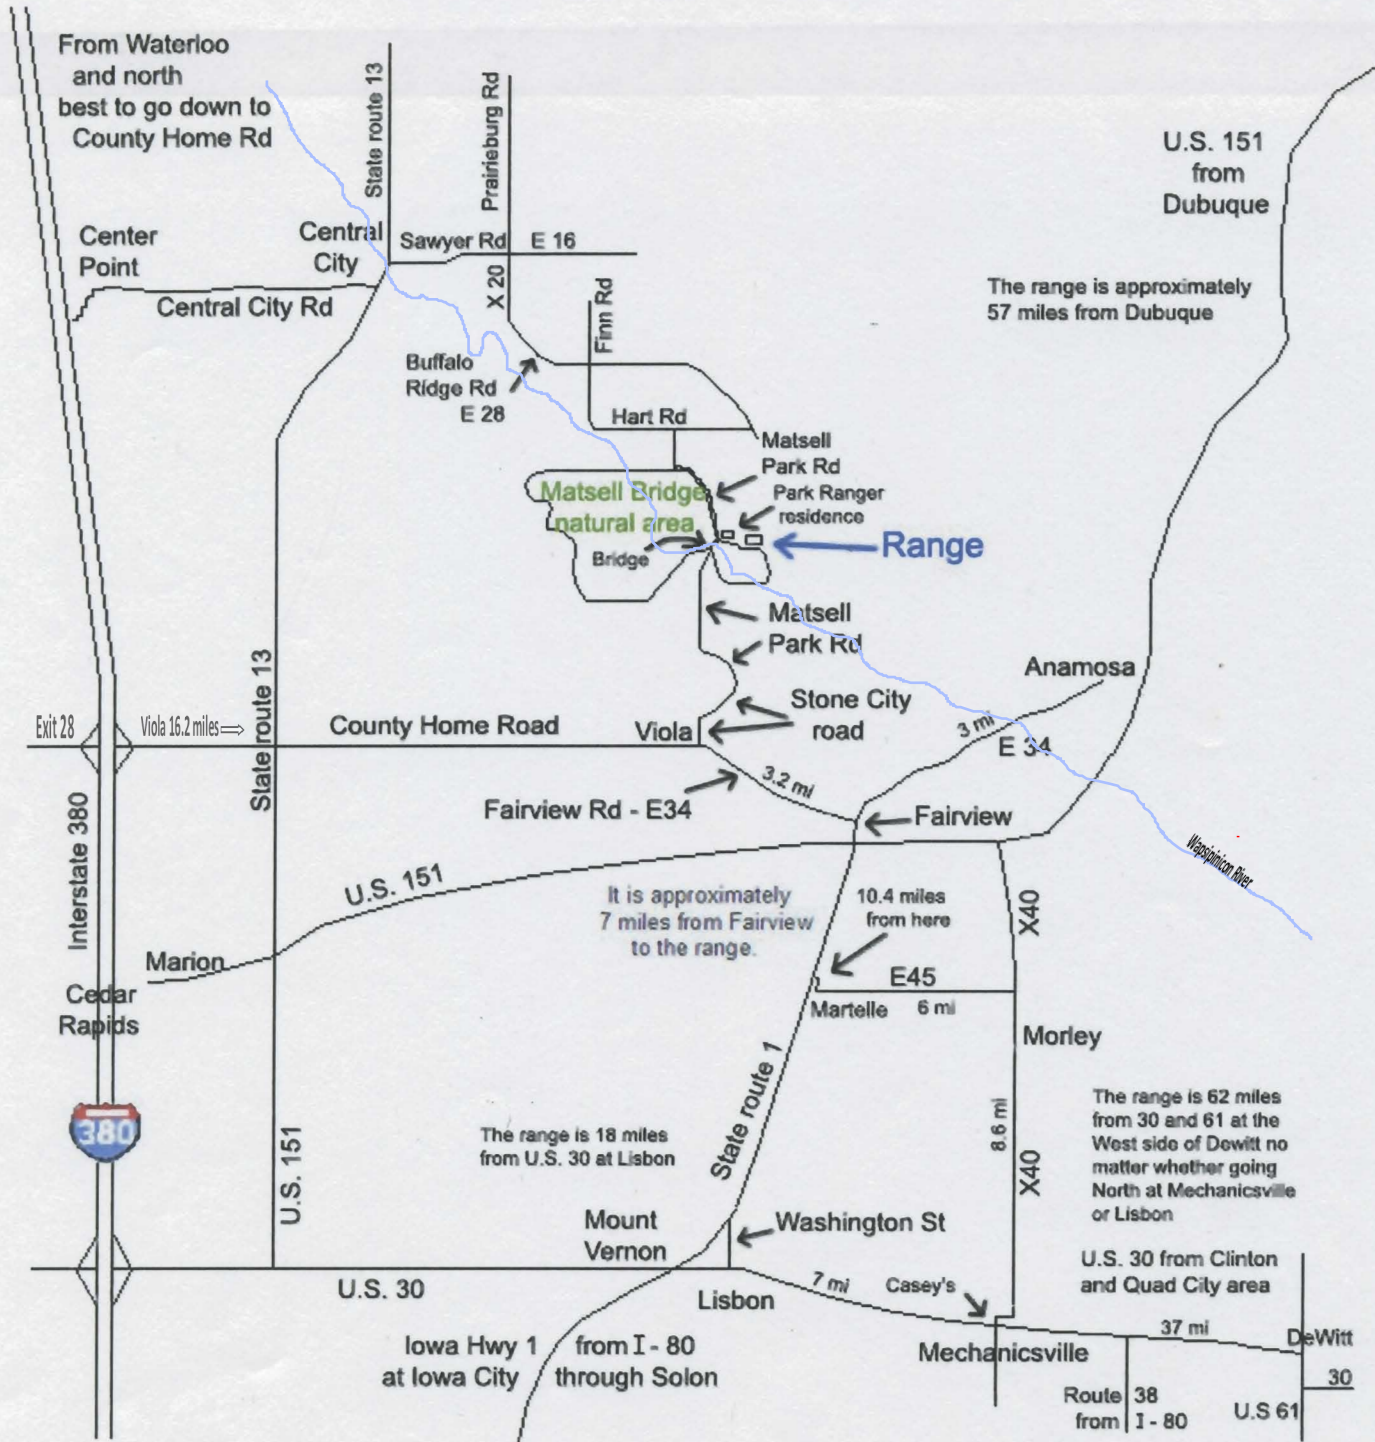 From Waterloo
and north
best to go down to
County Home Rd
State route 13
Prairieburg Rd
U.S. 151
from
Dubuque
Center
Point
Central
City
Sawyer Rd
E 16
X 20
Finn Rd
Central City Rd
The range is approximately
57 miles from Dubuque
Buffalo
Ridge Rd
E 28
Hart Rd
Matsell
Park Rd
Matsell Bridge
natural area
Park Ranger
residence
Bridge
Range
Matsell
Park Rd
Anamosa
Stone City
road
Exit 28
Viola 16.2 miles
State route 13
County Home Road
Viola
3 mi
E 34
3.2 mi
Fairview Rd - E34
Fairview
Interstate 380
Wapsipinicon River
U.S. 151
It is approximately
7 miles from Fairview
to the range.
10.4 miles
from here
X40
Marion
E45
Cedar
Rapids
Martelle
6 mi
Morley
State route 1
380
The range is 18 miles
from U.S. 30 at Lisbon
8.6 mi
X40
The range is 62 miles
from 30 and 61 at the
West side of Dewitt no
matter whether going
North at Mechanicsville
or Lisbon
U.S. 151
Mount
Vernon
Washington St
U.S. 30 from Clinton
and Quad City area
U.S. 30
Lisbon
7 mi
Casey's
37 mi
DeWitt
Iowa Hwy 1
at Iowa City
from I - 80
through Solon
Mechanicsville
Route 38
from I - 80
U.S 61
30